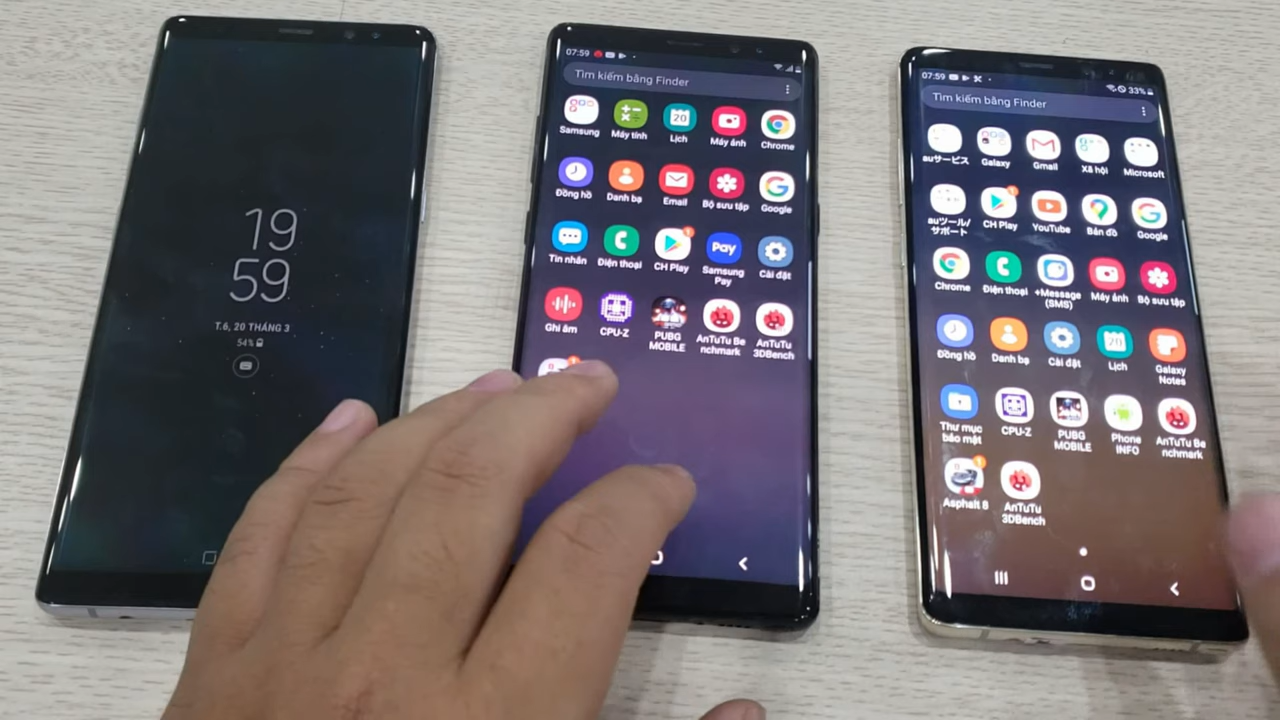 19
59
T.6, 20 THÁNG 3
54%
07:59
Tìm kiếm bằng Finder
Samsung
Máy tính
20
Lịch
Máy ảnh
Chrome
Đồng hồ
Danh bạ
Email
Bộ sưu tập
Google
Pay
Tin nhắn
Điện thoại
CH Play
Samsung
Pay
Cài đặt
Ghi âm
CPU-Z
PUBG
MOBILE
AnTuTu Be
nchmark
AnTuTu
3DBench
07:59
33%
Tìm kiếm bằng Finder
auサービス
Galaxy
Gmail
Xã hội
Microsoft
auツール/
サポート
CH Play
YouTube
Bản đồ
Google
Chrome
Điện thoại
+Message
(SMS)
Máy ảnh
Bộ sưu tập
20
Đồng hồ
Danh bạ
Cài đặt
Lịch
Galaxy
Notes
Thư mục
bảo mật
CPU-Z
PUBG
MOBILE
Phone
INFO
AnTuTu Be
nchmark
Asphalt 8
AnTuTu
3DBench